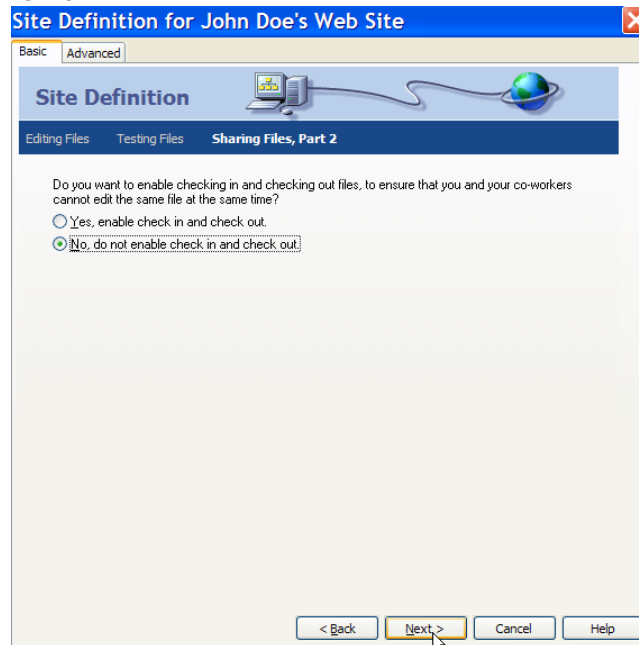 Site Definition for John Doe's Web Site
Basic Advanced
Site Definition
Editing Files Testing Files Sharing Files, Part 2
Do you want to enable checking in and checking out files, to ensure that you and your co-workers
cannot edit the same file at the same time?
Yes, enable check in and check out.
No, do not enable check in and check out.
< Back Next > Cancel Help